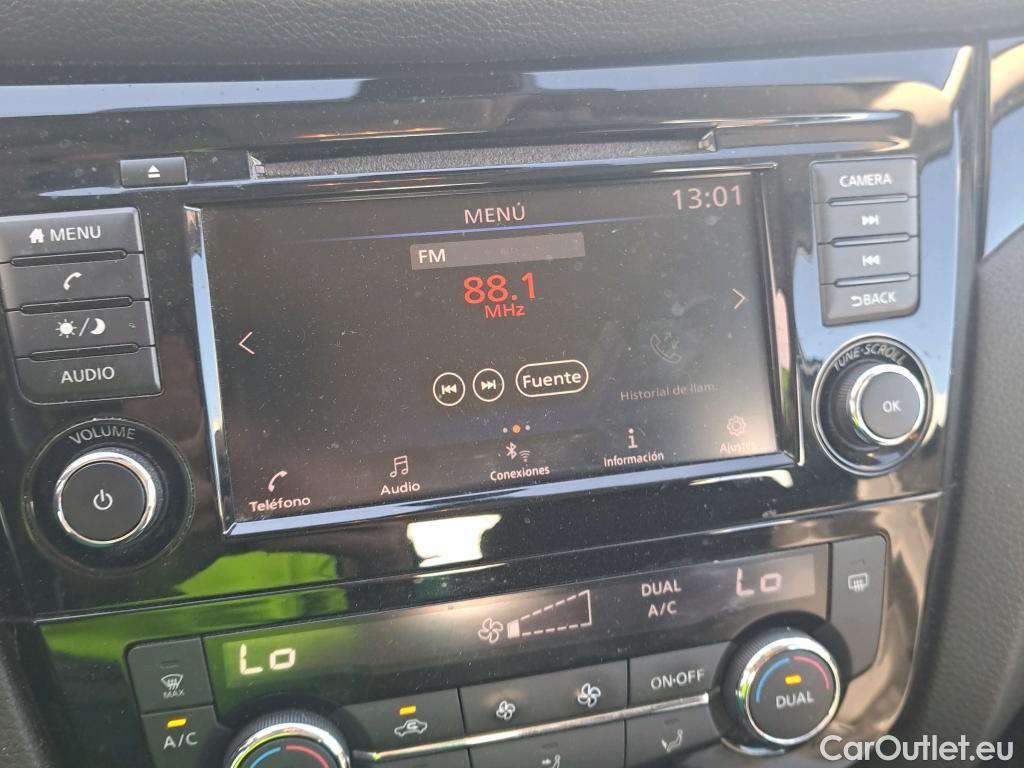 MENU
AUDIO
VOLUME
MENÚ
13:01
FM
88.1
MHz
Fuente
Historial de llam.
Teléfono
Audio
Conexiones
Información
Ajustes
CAMERA
BACK
TUNE·SCROLL
OK
Lo
DUAL
A/C
Lo
MAX
A/C
ON·OFF
DUAL
CarOutlet.eu